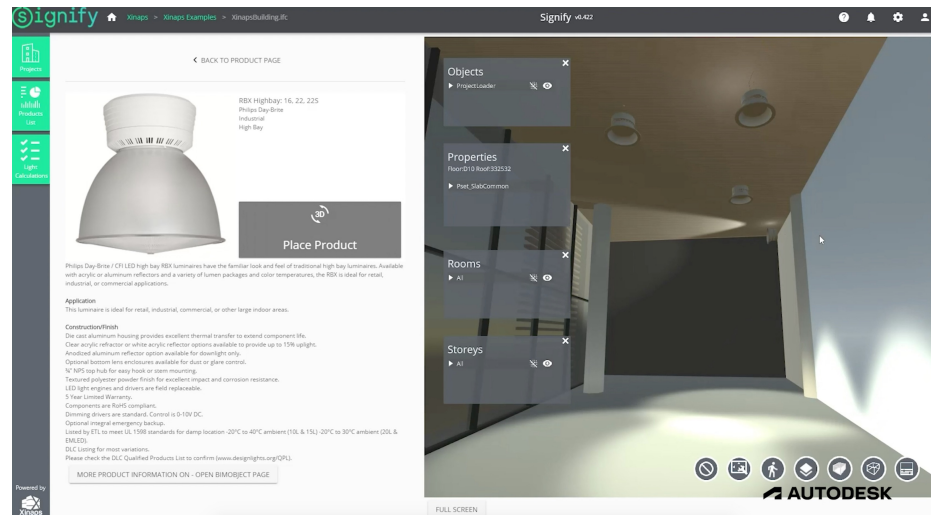 Signify
Xinaps > Xinaps Examples > XinapsBuilding.ifc
Signify v0.422
Projects
Products
List
Light
Calculations
Powered by
Xinaps
BACK TO PRODUCT PAGE
RBX Highbay: 16, 22, 22S
Philips Day-Brite
Industrial
High Bay
3D
Place Product
Philips Day-Brite / CFI LED high bay RBX luminaires have the familiar look and feel of traditional high bay luminaires. Available
with acrylic or aluminum reflectors and a variety of lumen packages and color temperatures, the RBX is ideal for retail,
industrial, or commercial applications.
Application
This luminaire is ideal for retail, industrial, commercial, or other large indoor areas.
Construction/Finish
Die cast aluminum housing provides excellent thermal transfer to extend component life.
Clear acrylic refractor or white acrylic reflector options available to provide up to 15% uplight.
Anodized aluminum reflector option available for downlight only.
Optional bottom lens enclosures available for dust or glare control.
¾" NPS top hub for easy hook or stem mounting.
Textured polyester powder finish for excellent impact and corrosion resistance.
LED light engines and drivers are field replaceable.
5 Year Limited Warranty.
Components are RoHS compliant.
Dimming drivers are standard. Control is 0-10V DC.
Optional integral emergency backup.
Listed by ETL to meet UL 1598 standards for damp location -20°C to 40°C ambient (10L & 15L) -20°C to 30°C ambient (20L &
EMLED).
DLC Listing for most variations.
Please check the DLC Qualified Products List to confirm (www.designlights.org/QPL).
MORE PRODUCT INFORMATION ON - OPEN BIMOBJECT PAGE
Objects
ProjectLoader
Properties
Floor:D10 Roof:332532
Pset_SlabCommon
Rooms
All
Storeys
All
AUTODESK
FULL SCREEN